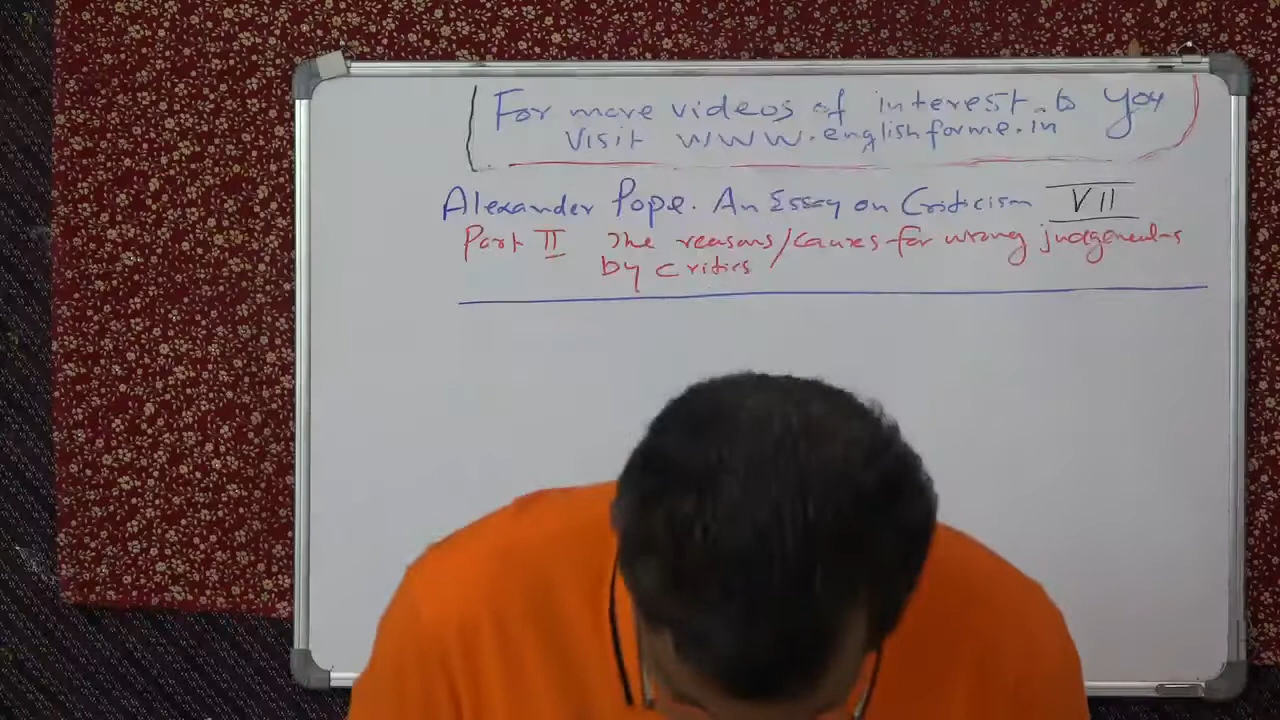 For more videos of interest to you
Visit www.englishforme.in
Alexander Pope. An Essay on Criticism VII
Part II The reasons/causes for wrong judgements
by critics